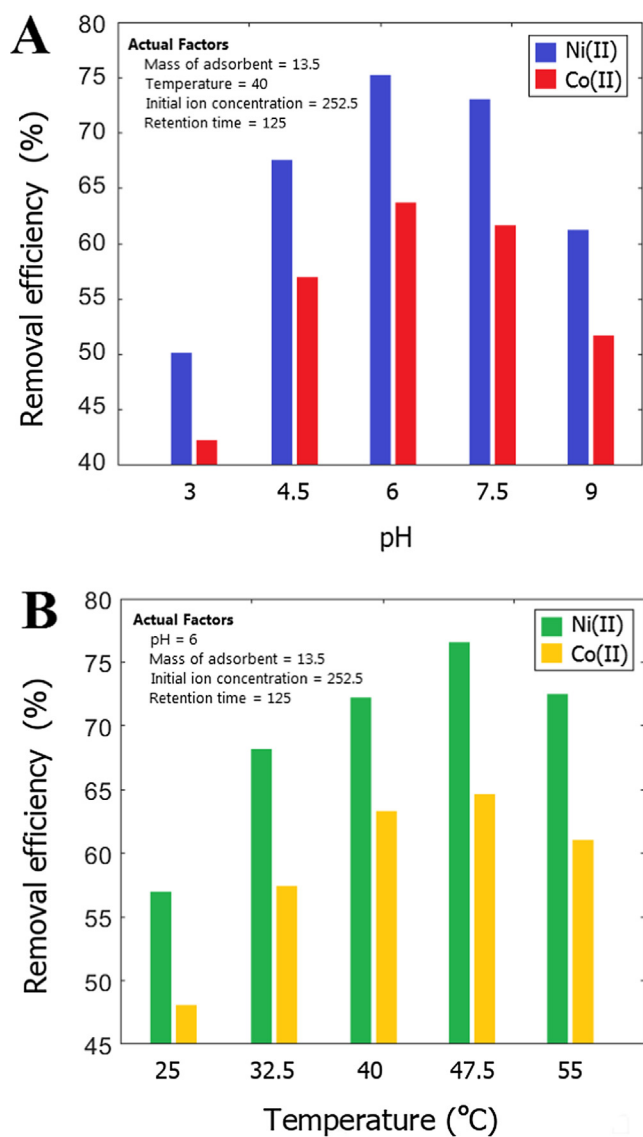 A
Actual Factors
Mass of adsorbent = 13.5
Temperature = 40
Initial ion concentration = 252.5
Retention time = 125
Ni(II)
Co(II)
Removal efficiency (%)
80
75
70
65
60
55
50
45
40
3 4.5 6 7.5 9
pH
B
Actual Factors
pH = 6
Mass of adsorbent = 13.5
Initial ion concentration = 252.5
Retention time = 125
Ni(II)
Co(II)
Removal efficiency (%)
80
75
70
65
60
55
50
45
25 32.5 40 47.5 55
Temperature (°C)